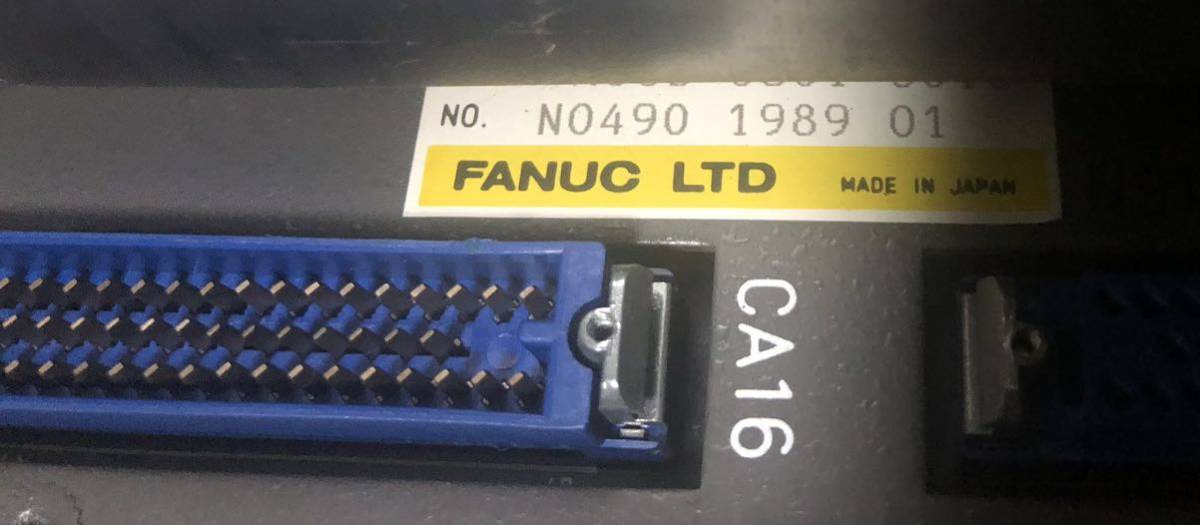 NO. N0490 1989 01
FANUC LTD MADE IN JAPAN
CA16